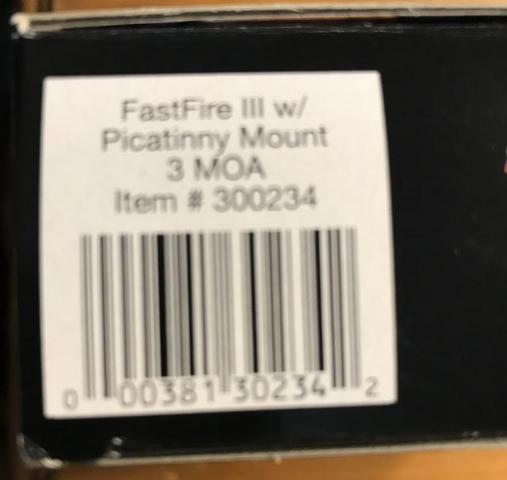 FastFire III w/
Picatinny Mount
3 MOA
Item # 300234
0 00381 30234 2